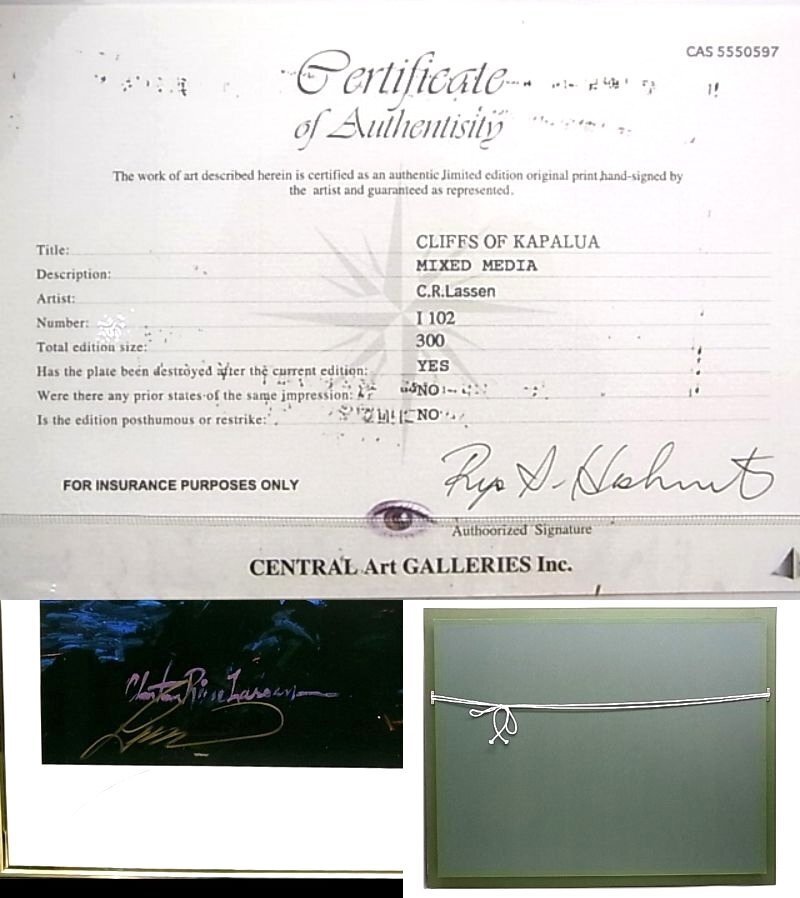 CAS 5550597
Certificate
of Authentisity
The work of art described herein is certified as an authentic limited edition original print hand-signed by
the artist and guaranteed as represented.
Title: CLIFFS OF KAPALUA
Description: MIXED MEDIA
Artist: C.R.Lassen
Number: I 102
Total edition size: 300
Has the plate been destroyed after the current edition: YES
Were there any prior states of the same impression: NO
Is the edition posthumous or restrike: NO
FOR INSURANCE PURPOSES ONLY
Authoorized Signature
CENTRAL Art GALLERIES Inc.
Lassen